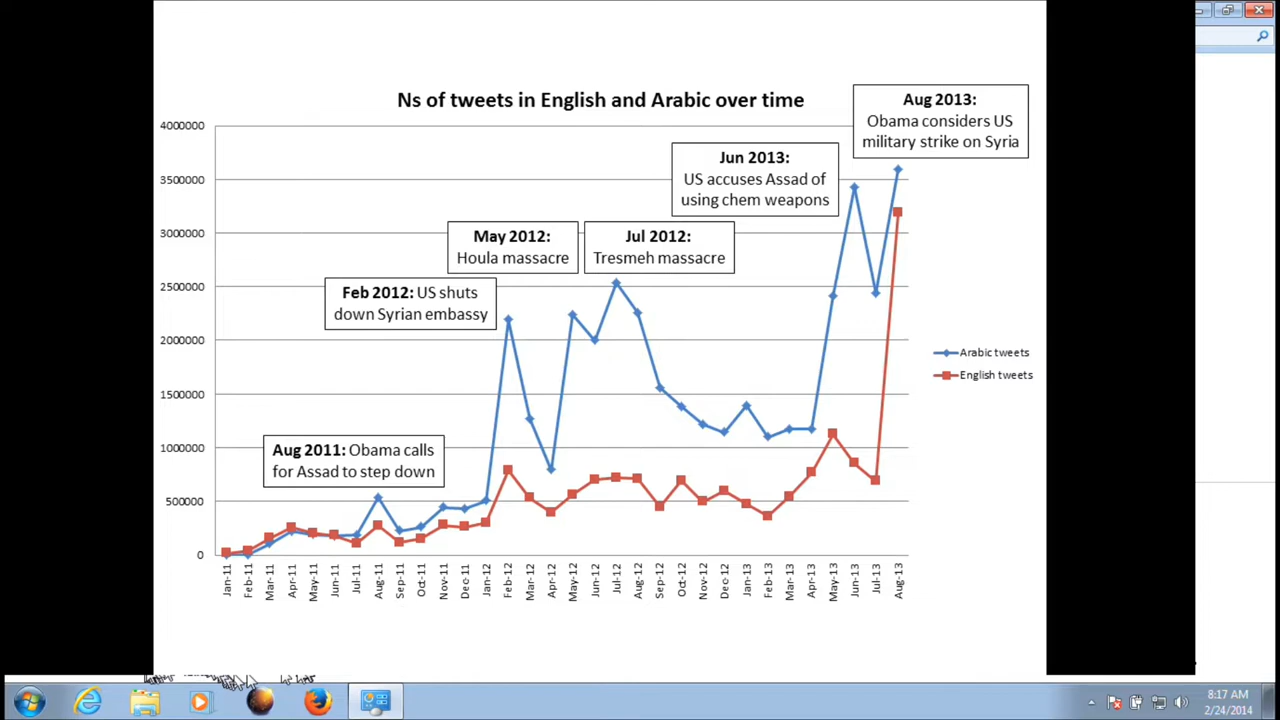 Ns of tweets in English and Arabic over time
Aug 2013:
Obama considers US
military strike on Syria
Jun 2013:
US accuses Assad of
using chem weapons
May 2012:
Houla massacre
Jul 2012:
Tresmeh massacre
Feb 2012: US shuts
down Syrian embassy
Aug 2011: Obama calls
for Assad to step down
4000000
3500000
3000000
2500000
2000000
1500000
1000000
500000
0
Arabic tweets
English tweets
Jan-11
Feb-11
Mar-11
Apr-11
May-11
Jun-11
Jul-11
Aug-11
Sep-11
Oct-11
Nov-11
Dec-11
Jan-12
Feb-12
Mar-12
Apr-12
May-12
Jun-12
Jul-12
Aug-12
Sep-12
Oct-12
Nov-12
Dec-12
Jan-13
Feb-13
Mar-13
Apr-13
May-13
Jun-13
Jul-13
Aug-13
8:17 AM
2/24/2014